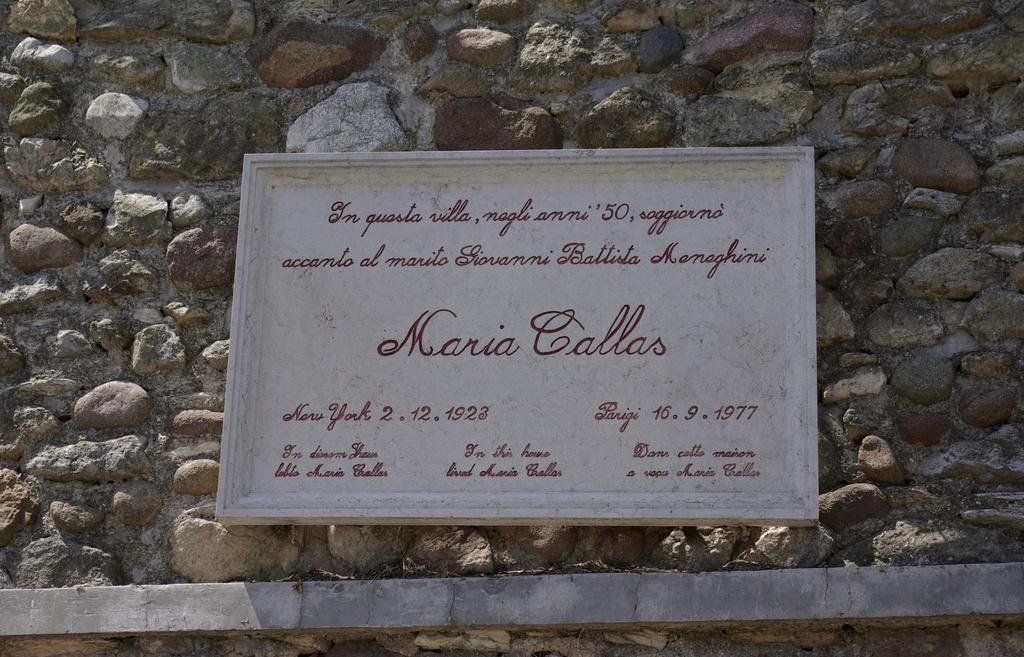 In questa villa, negli anni '50, soggiornò
accanto al marito Giovanni Battista Meneghini
Maria Callas
New York 2.12.1923 Parigi 16.9.1977
In diesem Haus In this house Dans cette maison
lebte Maria Callas lived Maria Callas a vécu Maria Callas